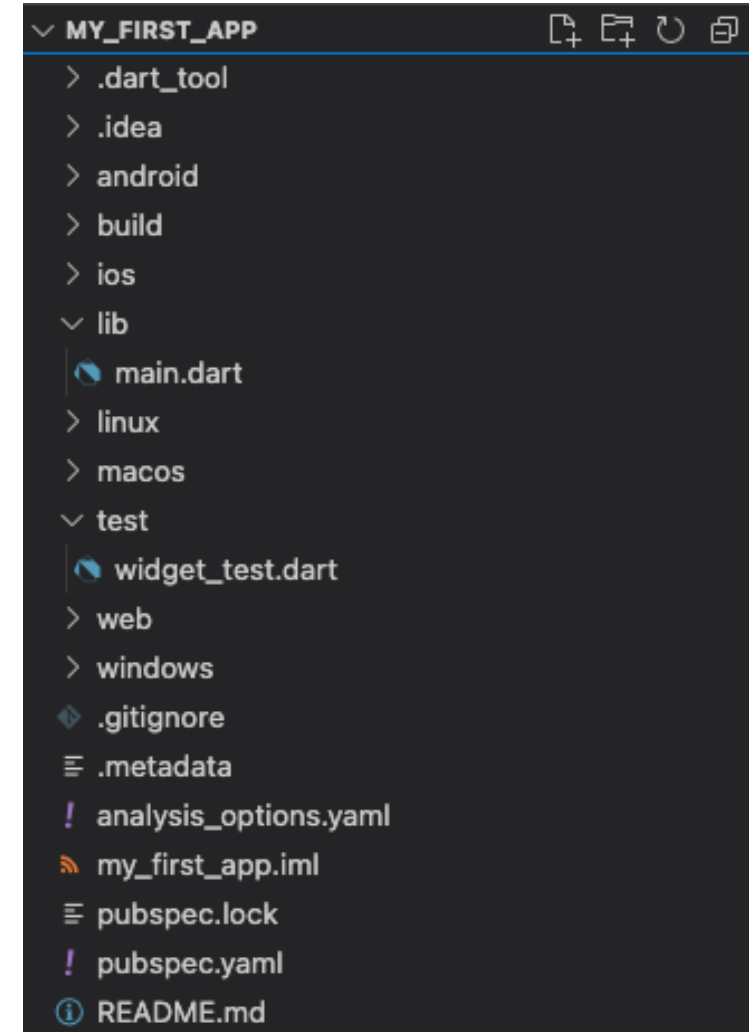 MY_FIRST_APP
.dart_tool
.idea
android
build
ios
lib
main.dart
linux
macos
test
widget_test.dart
web
windows
.gitignore
.metadata
analysis_options.yaml
my_first_app.iml
pubspec.lock
pubspec.yaml
README.md